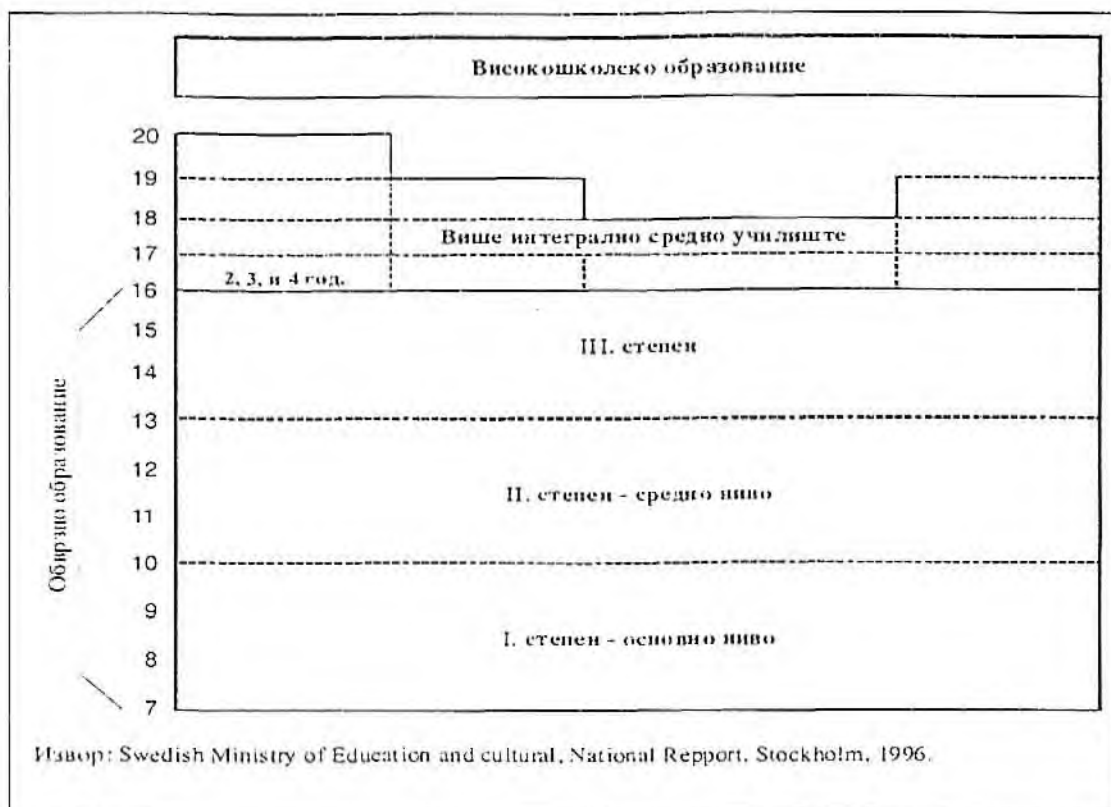 Високошколско образование
20
19
18
Више интегрално средно училиште
17
2, 3, и 4 год.
16
15
III. степен
14
13
12
II. степен - средно ниво
11
10
9
I. степен - основно ниво
8
7
Обирзно образование
Извор: Swedish Ministry of Education and cultural, National Repport, Stockholm, 1996.